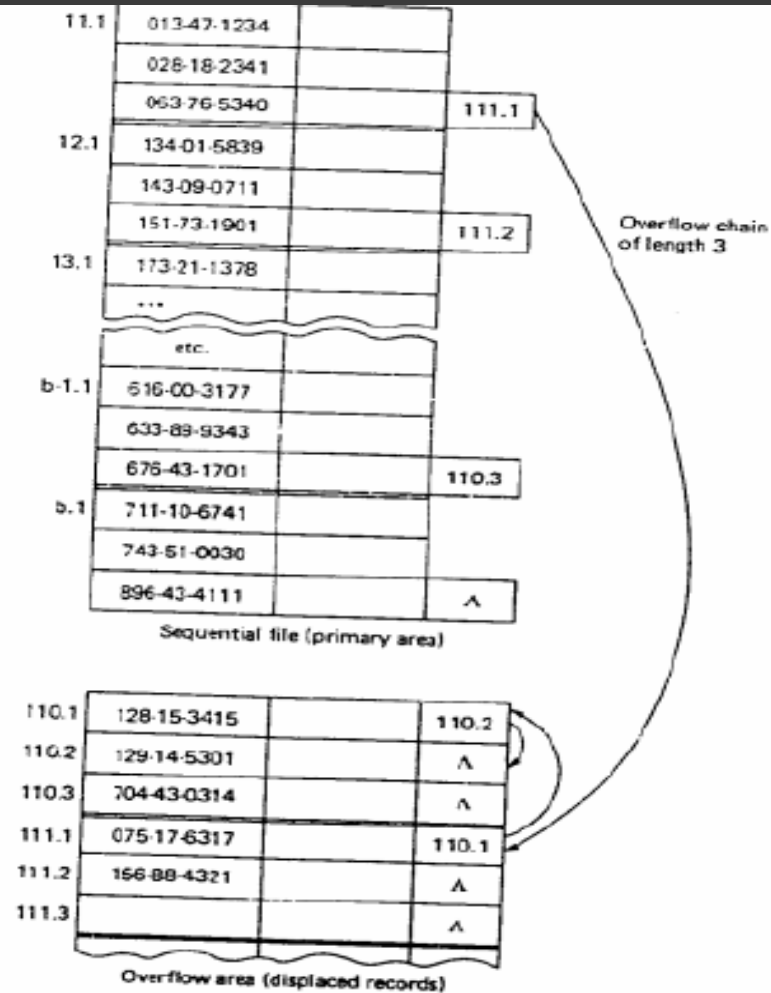 11.1 013-47-1234
028-18-2341
063-76-5340 111.1
12.1 134-01-5839
143-09-0711
151-73-1901 111.2
Overflow chain
of length 3
13.1 173-21-1378
...
etc.
b-1.1 616-00-3177
633-89-9343
676-43-1701 110.3
b.1 711-10-6741
743-51-0030
896-43-4111 Λ
Sequential file (primary area)
110.1 128-15-3415 110.2
110.2 129-14-5301 Λ
110.3 704-43-0314 Λ
111.1 075-17-6317 110.1
111.2 166-88-4321 Λ
111.3 Λ
Overflow area (displaced records)